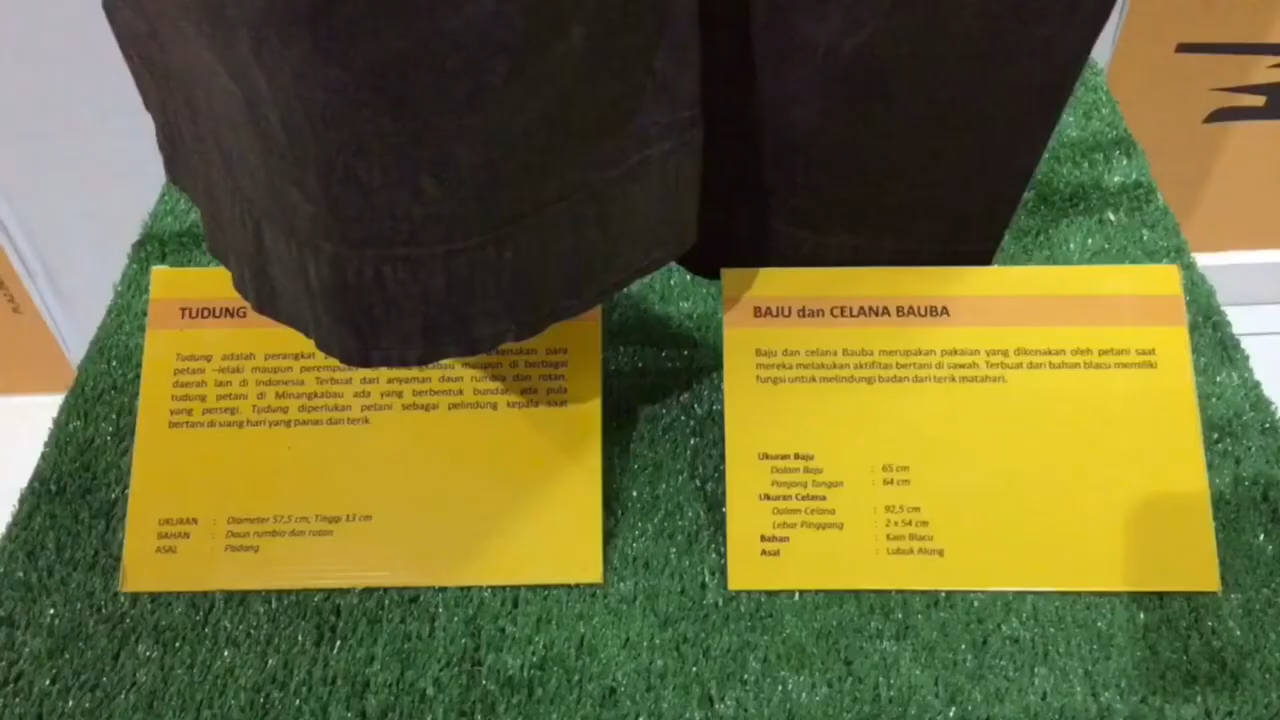 TUDUNG
Tudung adalah perangkat dikenakan para
petani –lelaki maupun perempuan maupun di berbagai
daerah lain di Indonesia. Terbuat dari anyaman daun rumbia dan rotan,
tudung petani di Minangkabau ada yang berbentuk bundar, ada pula
yang persegi. Tudung diperlukan petani sebagai pelindung kepala saat
bertani di siang hari yang panas dan terik.
UKURAN : Diameter 57,5 cm; Tinggi 13 cm
BAHAN : Daun rumbia dan rotan
ASAL : Padang
BAJU dan CELANA BAUBA
Baju dan celana Bauba merupakan pakaian yang dikenakan oleh petani saat
mereka melakukan aktifitas bertani di sawah. Terbuat dari bahan blacu memiliki
fungsi untuk melindungi badan dari terik matahari.
Ukuran Baju
Dalam Baju : 65 cm
Panjang Tangan : 64 cm
Ukuran Celana
Dalam Celana : 92,5 cm
Lebar Pinggang : 2 x 54 cm
Bahan : Kain Blacu
Asal : Lubuk Alung